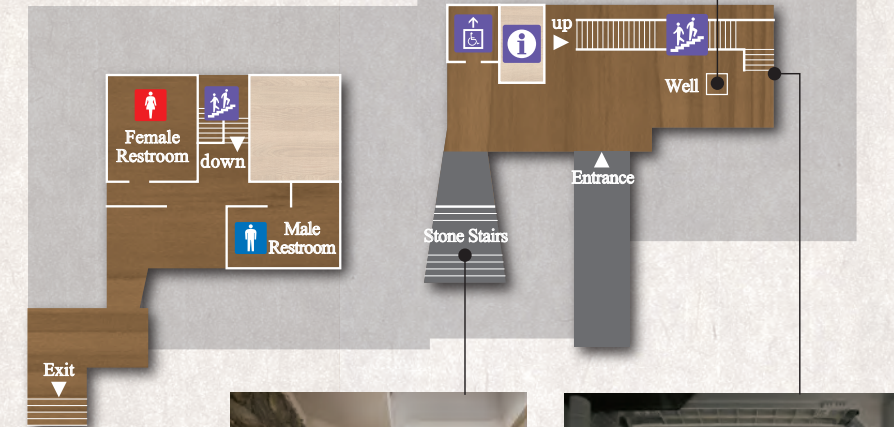 up
Well
Entrance
Stone Stairs
Female
Restroom
down
Male
Restroom
Exit